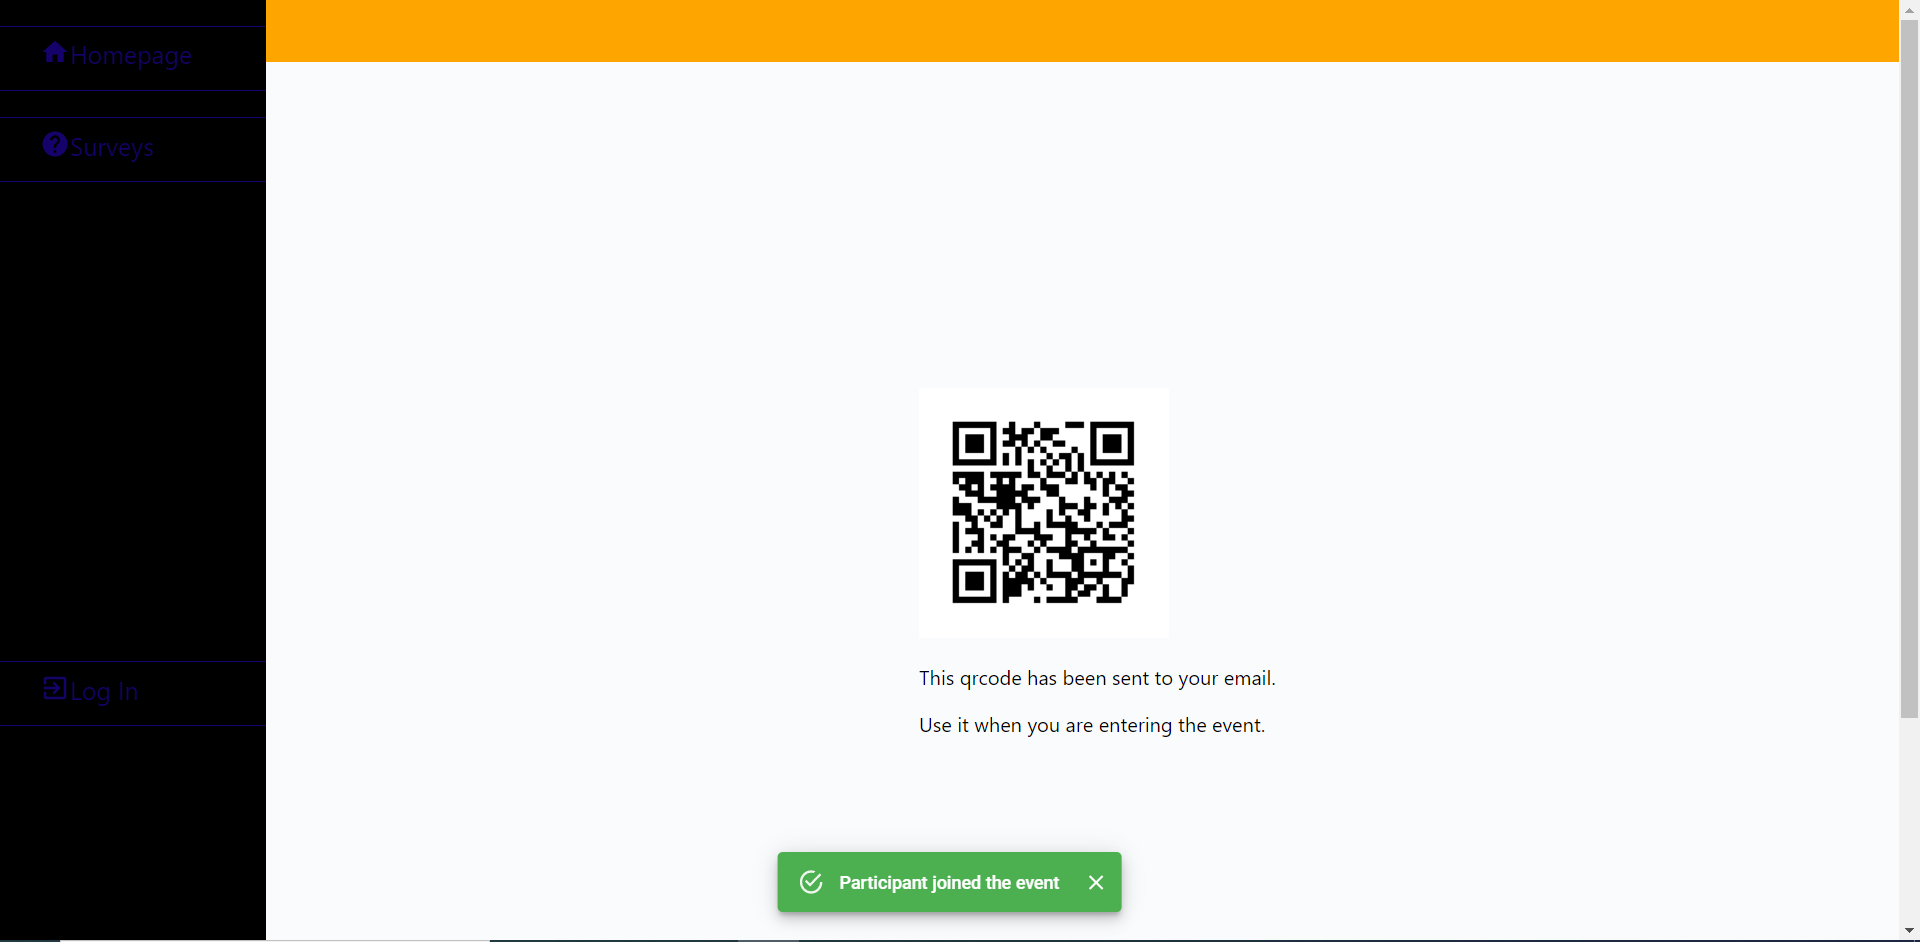 Homepage
Surveys
Log In
This qrcode has been sent to your email.
Use it when you are entering the event.
Participant joined the event